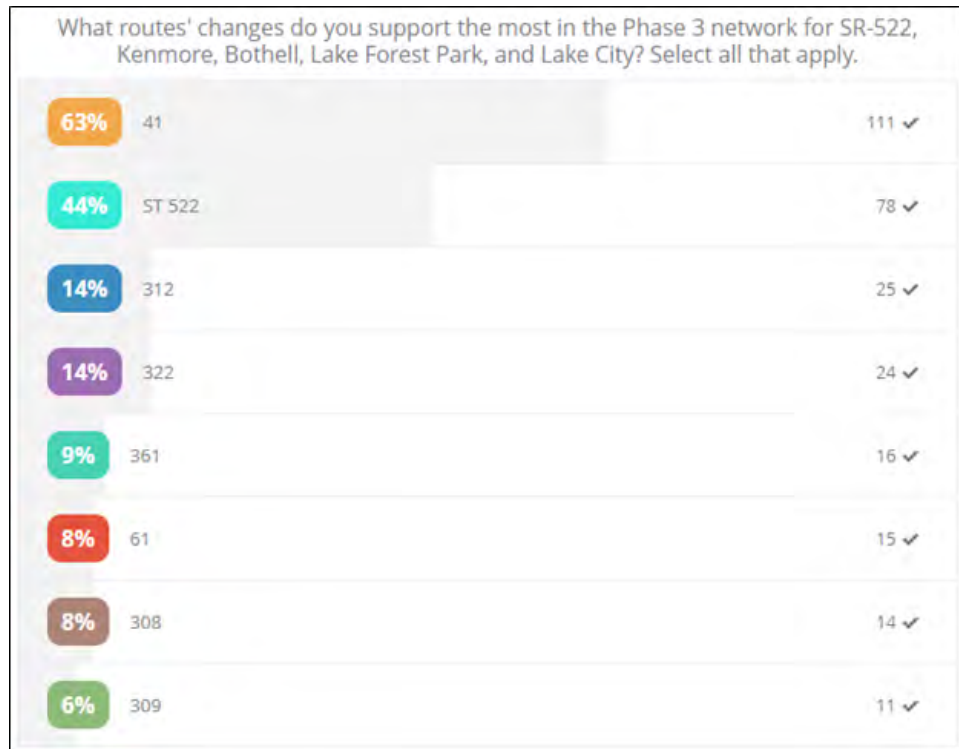 What routes' changes do you support the most in the Phase 3 network for SR-522,
Kenmore, Bothell, Lake Forest Park, and Lake City? Select all that apply.
63% 41 111 ✔
44% ST 522 78 ✔
14% 312 25 ✔
14% 322 24 ✔
9% 361 16 ✔
8% 61 15 ✔
8% 308 14 ✔
6% 309 11 ✔